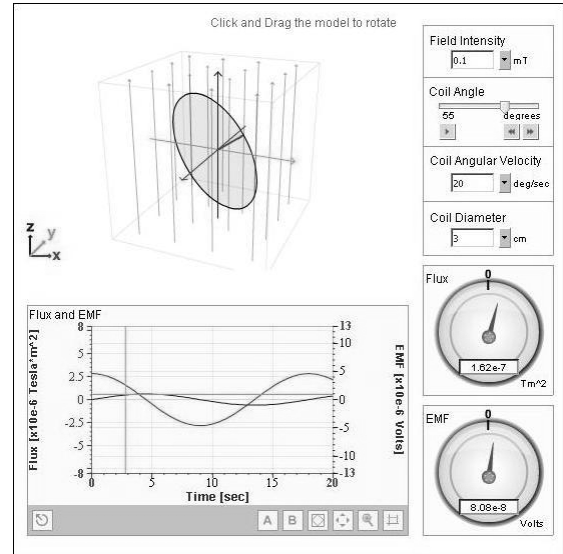 Click and Drag the model to rotate
z
y
x
Field Intensity
0.1 mT
Coil Angle
55 degrees
Coil Angular Velocity
20 deg/sec
Coil Diameter
3 cm
Flux
0
1.62e-7
Tm^2
EMF
0
8.08e-8
Volts
Flux and EMF
Flux [x10e-6 Tesla*m^2]
8
5
2.5
0
-2.5
-5
-8
13
10
5
0
-5
-10
-13
EMF [x10e-6 Volts]
0 5 10 15 20
Time [sec]
A B